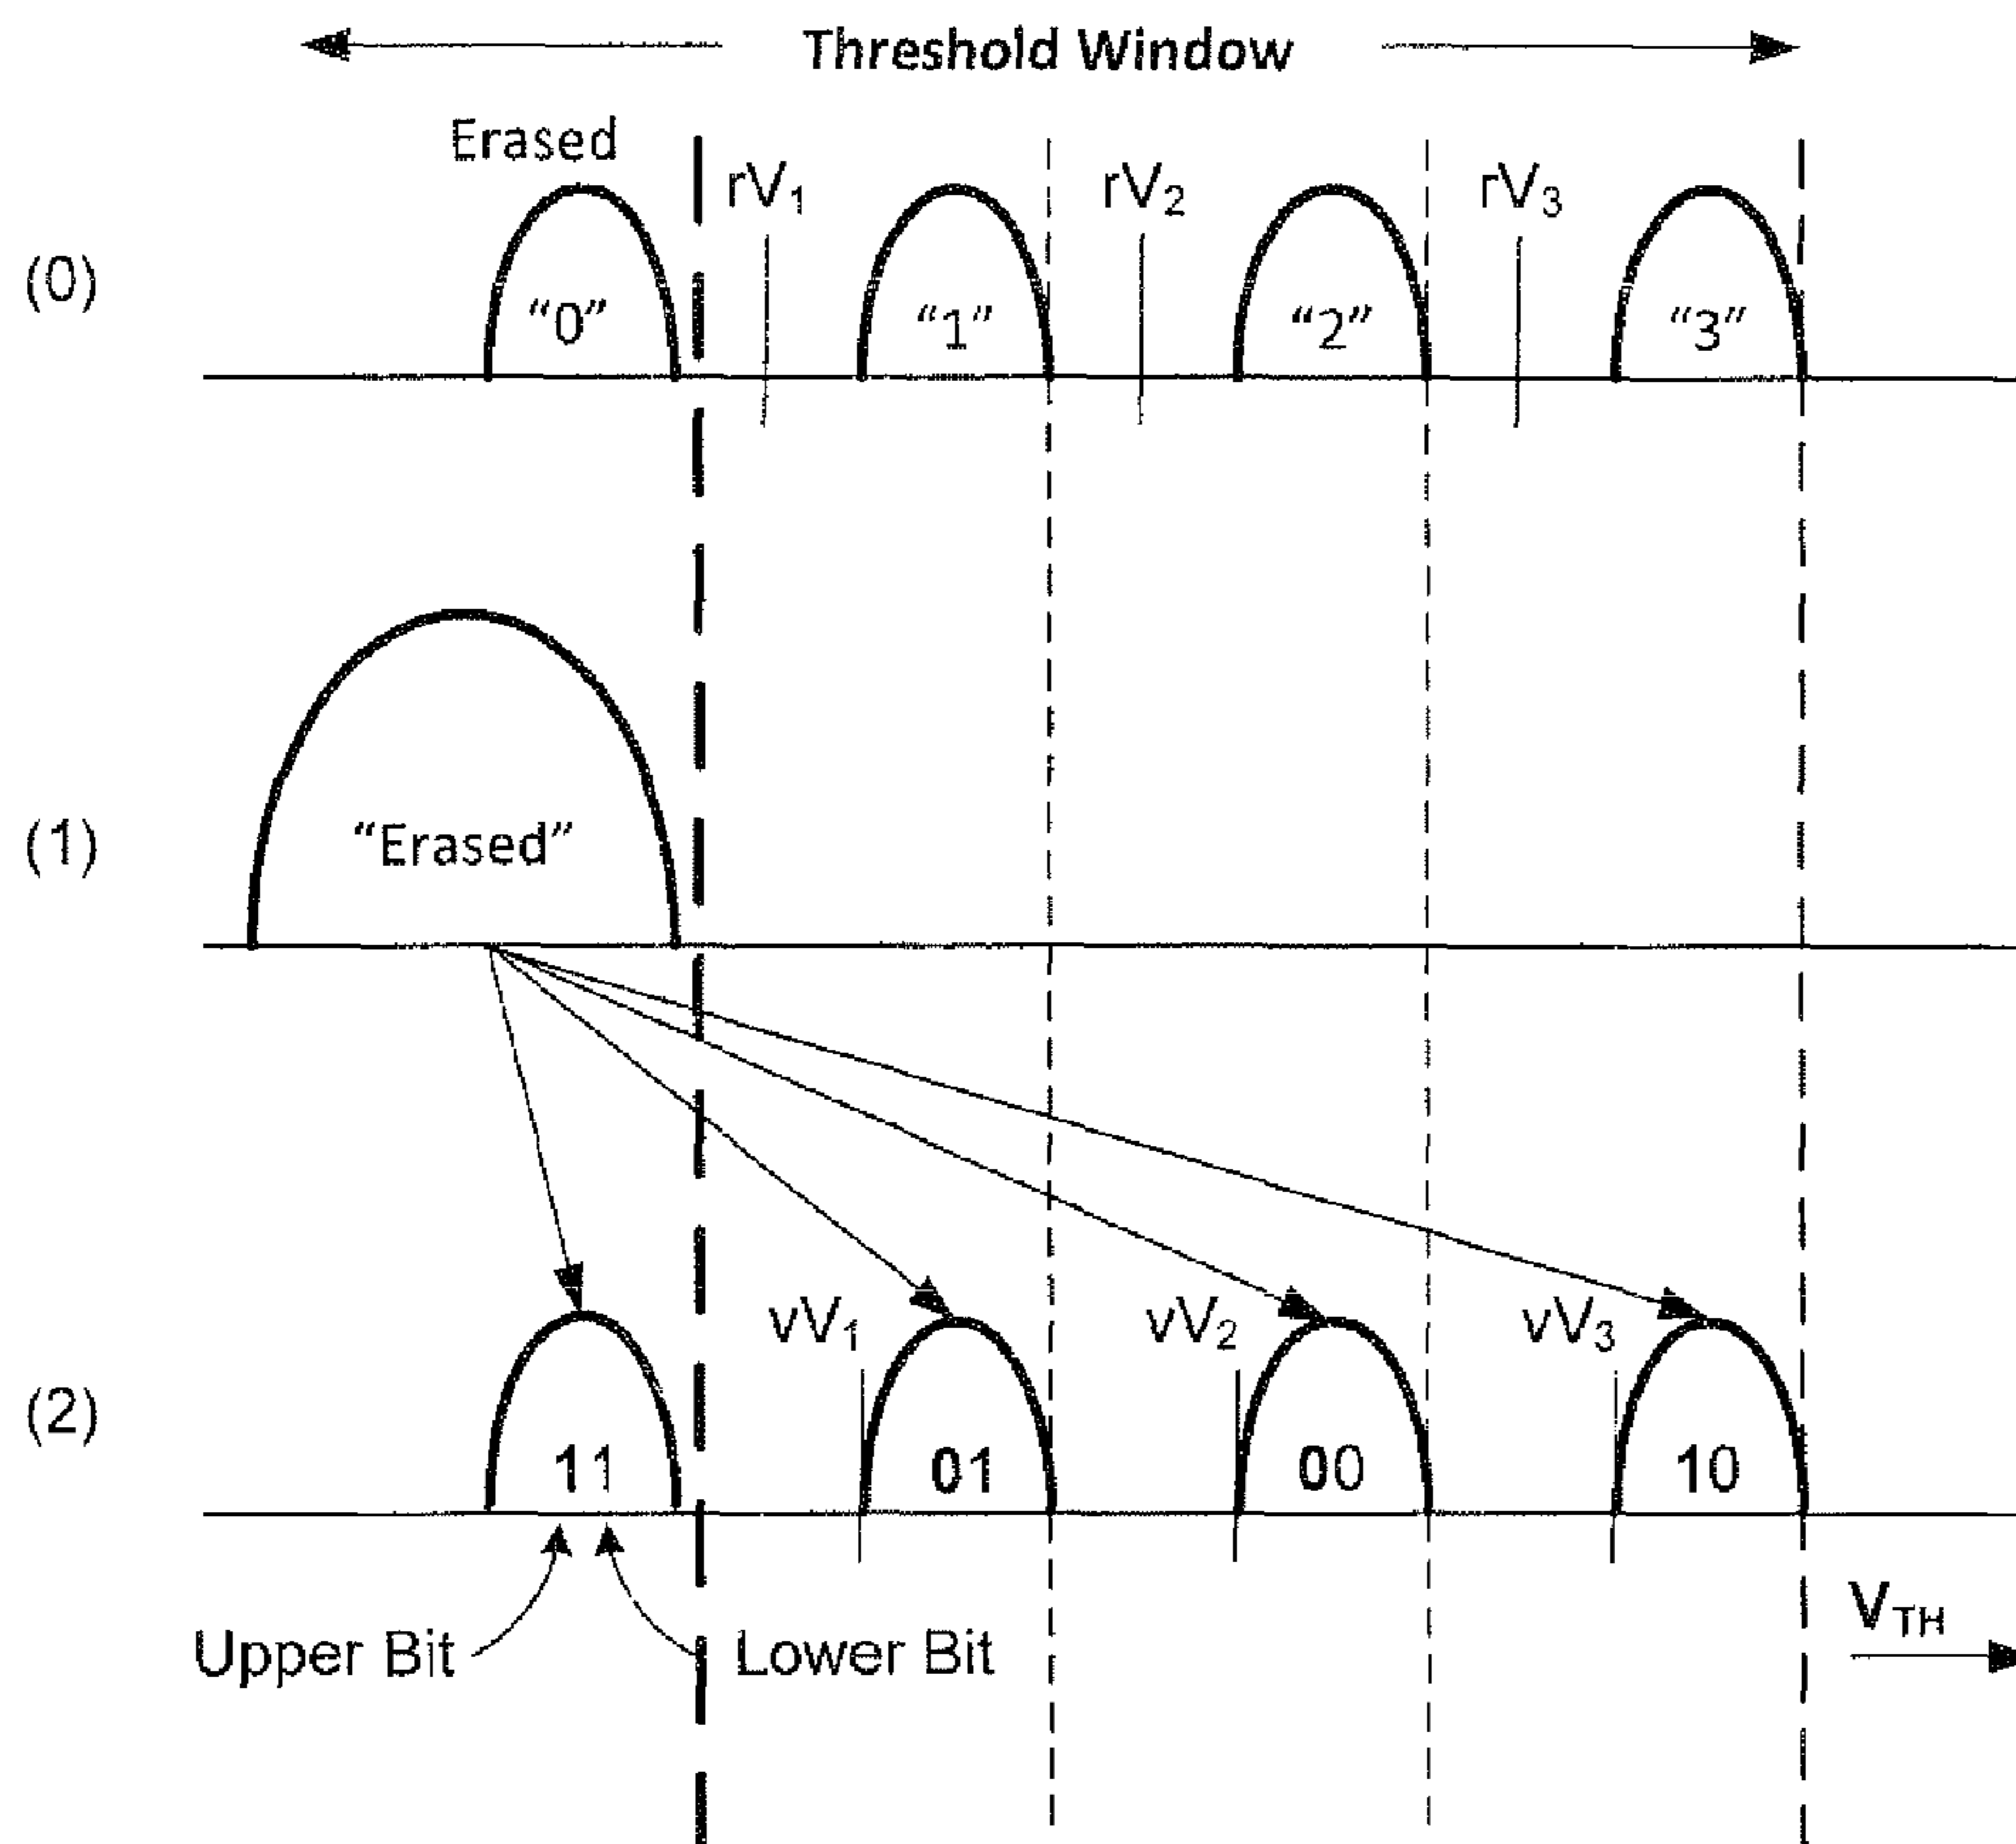 Threshold Window
Erased
rV₁ rV₂ rV₃
(0) “0” “1” “2” “3”
(1) “Erased”
vV₁ vV₂ vV₃
(2) 11 01 00 10
V_TH
Upper Bit Lower Bit